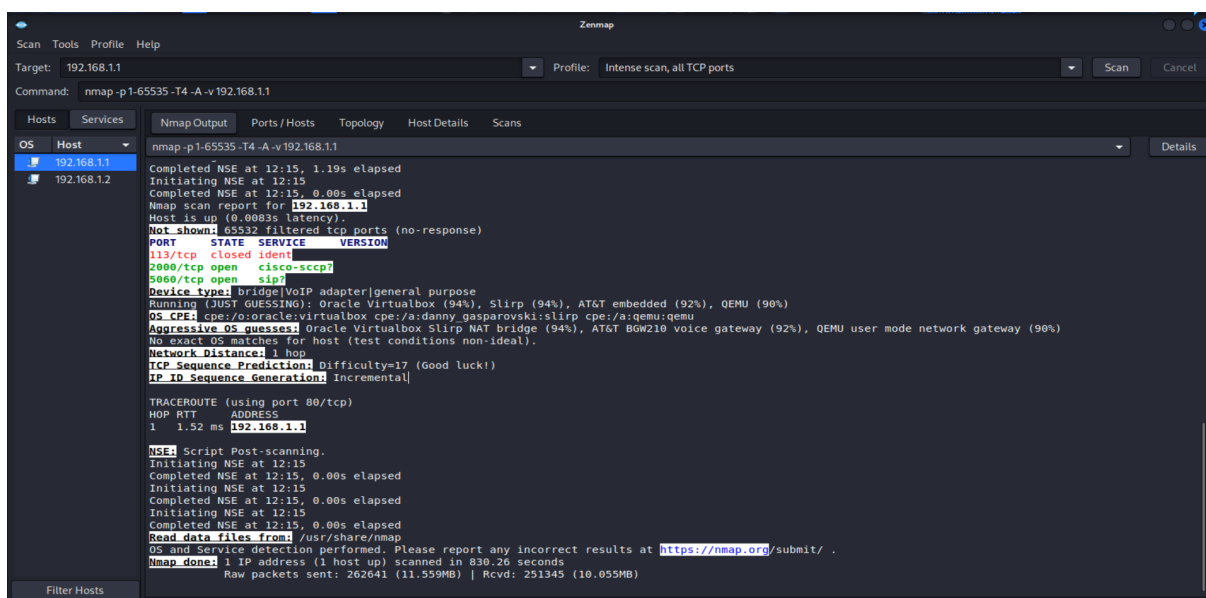 Zenmap
Scan Tools Profile Help
Target: 192.168.1.1 Profile: Intense scan, all TCP ports Scan Cancel
Command: nmap -p 1-65535 -T4 -A -v 192.168.1.1
Hosts Services Nmap Output Ports / Hosts Topology Host Details Scans
OS Host nmap -p 1-65535 -T4 -A -v 192.168.1.1 Details
192.168.1.1
192.168.1.2
Completed NSE at 12:15, 1.19s elapsed
Initiating NSE at 12:15
Completed NSE at 12:15, 0.00s elapsed
Nmap scan report for 192.168.1.1
Host is up (0.0083s latency).
Not shown: 65532 filtered tcp ports (no-response)
PORT STATE SERVICE VERSION
113/tcp closed ident
2000/tcp open cisco-sccp?
5060/tcp open sip?
Device type: bridge|VoIP adapter|general purpose
Running (JUST GUESSING): Oracle Virtualbox (94%), Slirp (94%), AT&T embedded (92%), QEMU (90%)
OS CPE: cpe:/o:oracle:virtualbox cpe:/a:danny_gasparovski:slirp cpe:/a:qemu:qemu
Aggressive OS guesses: Oracle Virtualbox Slirp NAT bridge (94%), AT&T BGW210 voice gateway (92%), QEMU user mode network gateway (90%)
No exact OS matches for host (test conditions non-ideal).
Network Distance: 1 hop
TCP Sequence Prediction: Difficulty=17 (Good luck!)
IP ID Sequence Generation: Incremental
TRACEROUTE (using port 80/tcp)
HOP RTT ADDRESS
1 1.52 ms 192.168.1.1
NSE: Script Post-scanning.
Initiating NSE at 12:15
Completed NSE at 12:15, 0.00s elapsed
Initiating NSE at 12:15
Completed NSE at 12:15, 0.00s elapsed
Initiating NSE at 12:15
Completed NSE at 12:15, 0.00s elapsed
Read data files from: /usr/share/nmap
OS and Service detection performed. Please report any incorrect results at https://nmap.org/submit/ .
Nmap done: 1 IP address (1 host up) scanned in 830.26 seconds
Raw packets sent: 262641 (11.559MB) | Rcvd: 251345 (10.055MB)
Filter Hosts